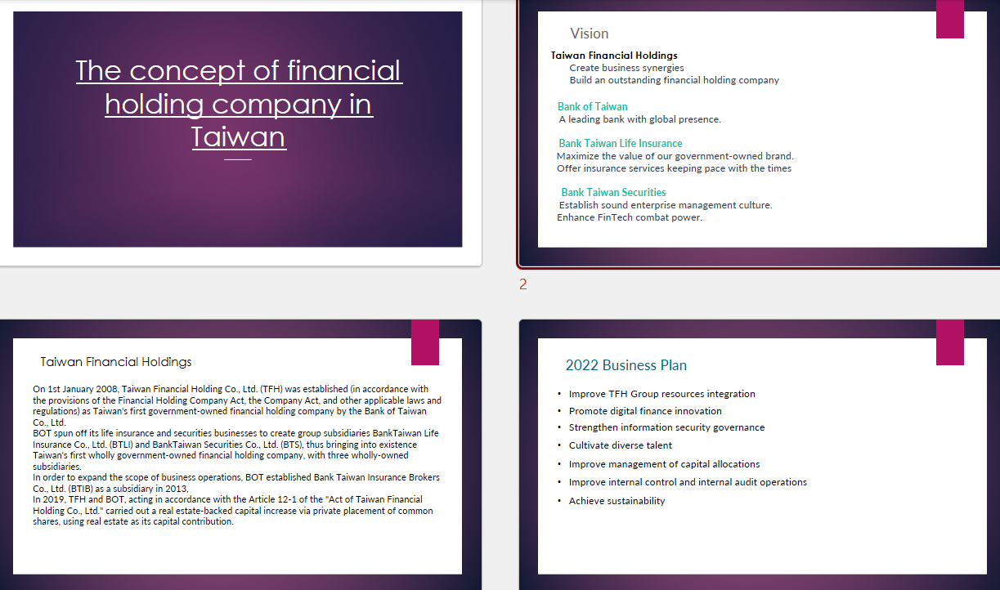 The concept of financial
holding company in
Taiwan
Vision
Taiwan Financial Holdings
Create business synergies
Build an outstanding financial holding company
Bank of Taiwan
A leading bank with global presence.
Bank Taiwan Life Insurance
Maximize the value of our government-owned brand.
Offer insurance services keeping pace with the times
Bank Taiwan Securities
Establish sound enterprise management culture.
Enhance FinTech combat power.
2
Taiwan Financial Holdings
On 1st January 2008, Taiwan Financial Holding Co., Ltd. (TFH) was established (in accordance with
the provisions of the Financial Holding Company Act, the Company Act, and other applicable laws and
regulations) as Taiwan's first government-owned financial holding company by the Bank of Taiwan
Co., Ltd.
BOT spun off its life insurance and securities businesses to create group subsidiaries BankTaiwan Life
Insurance Co., Ltd. (BTLI) and BankTaiwan Securities Co., Ltd. (BTS), thus bringing into existence
Taiwan's first wholly government-owned financial holding company, with three wholly-owned
subsidiaries.
In order to expand the scope of business operations, BOT established Bank Taiwan Insurance Brokers
Co., Ltd. (BTIB) as a subsidiary in 2013,
In 2019, TFH and BOT, acting in accordance with the Article 12-1 of the "Act of Taiwan Financial
Holding Co., Ltd." carried out a real estate-backed capital increase via private placement of common
shares, using real estate as its capital contribution.
2022 Business Plan
• Improve TFH Group resources integration
• Promote digital finance innovation
• Strengthen information security governance
• Cultivate diverse talent
• Improve management of capital allocations
• Improve internal control and internal audit operations
• Achieve sustainability